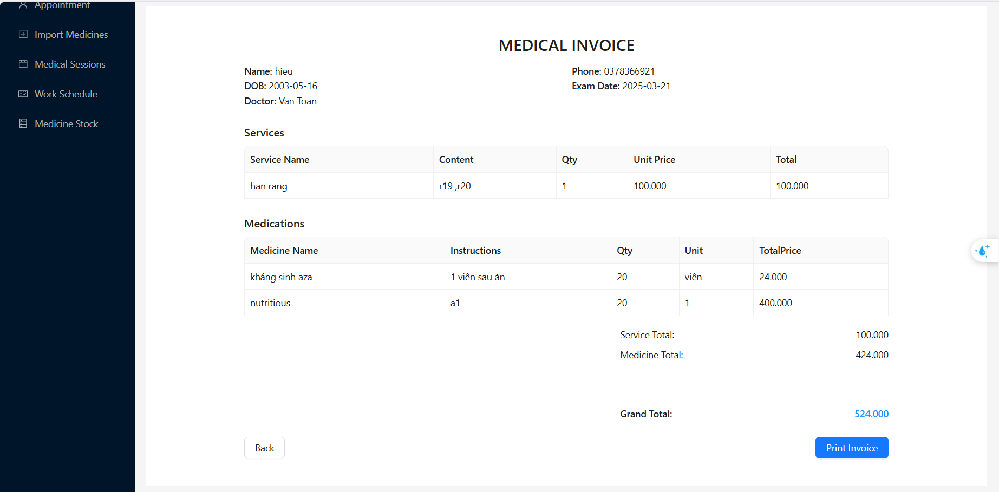 Appointment
Import Medicines
Medical Sessions
Work Schedule
Medicine Stock
MEDICAL INVOICE
Name: hieu
Phone: 0378366921
DOB: 2003-05-16
Exam Date: 2025-03-21
Doctor: Van Toan
Services
Service Name Content Qty Unit Price Total
han rang r19 ,r20 1 100.000 100.000
Medications
Medicine Name Instructions Qty Unit TotalPrice
kháng sinh aza 1 viên sau ăn 20 viên 24.000
nutritious a1 20 1 400.000
Service Total: 100.000
Medicine Total: 424.000
Grand Total: 524.000
Back
Print Invoice